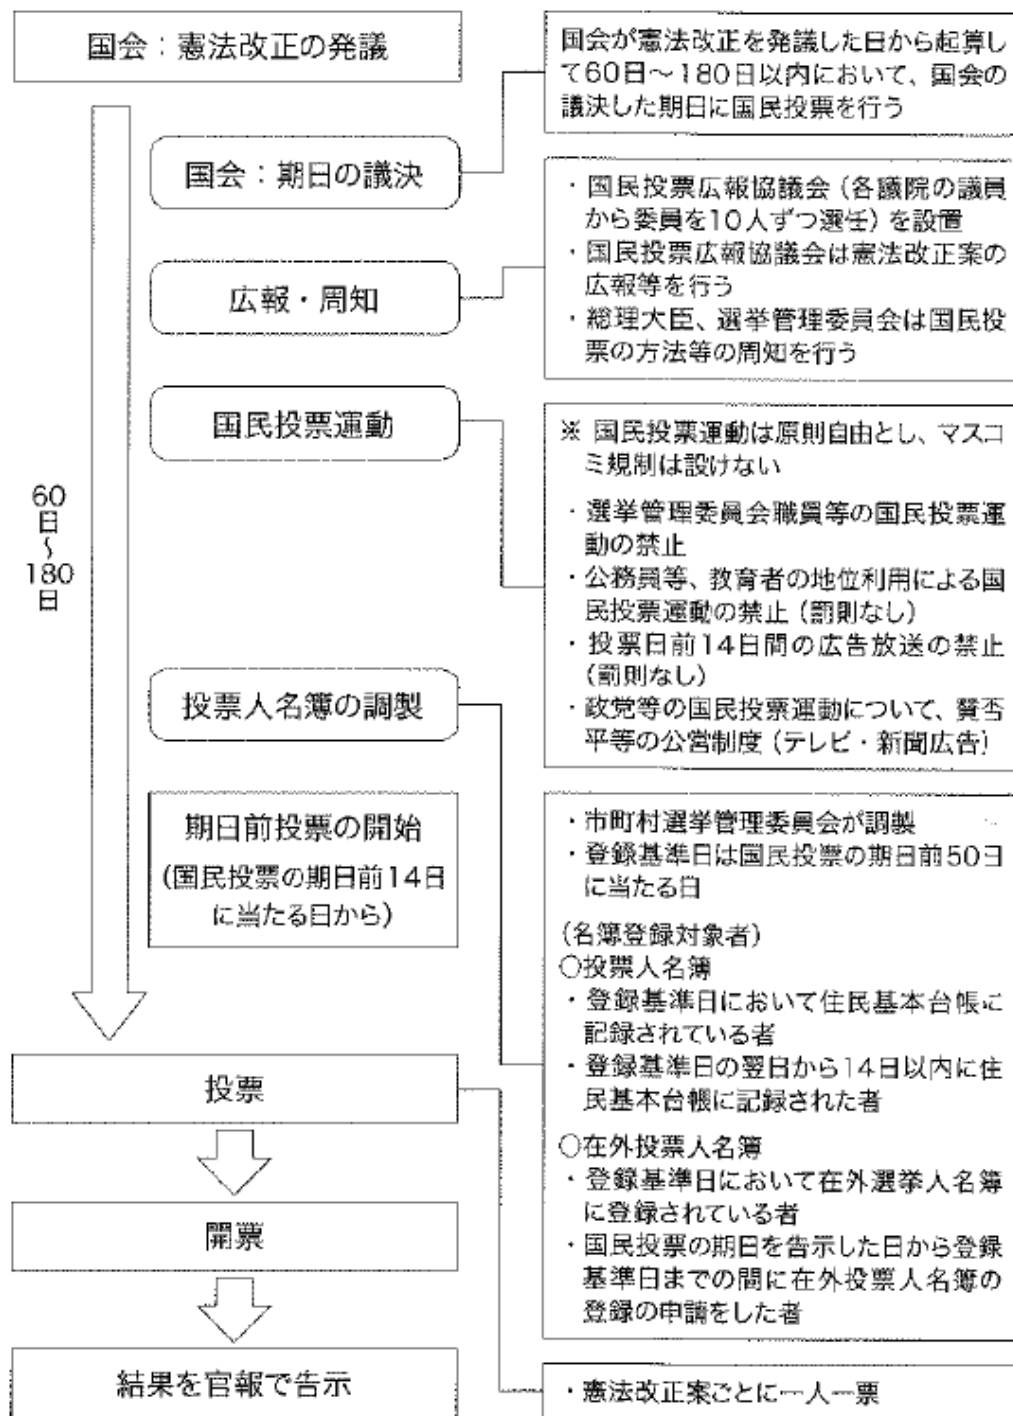 国会：憲法改正の発議
国会が憲法改正を発議した日から起算し
て60日～180日以内において、国会の
議決した期日に国民投票を行う
国会：期日の議決
・国民投票広報協議会（各議院の議員
から委員を10人ずつ選任）を設置
・国民投票広報協議会は憲法改正案の
広報等を行う
・総理大臣、選挙管理委員会は国民投
票の方法等の周知を行う
広報・周知
国民投票運動
※ 国民投票運動は原則自由とし、マスコ
ミ規制は設けない
・選挙管理委員会職員等の国民投票運
動の禁止
・公務員等、教育者の地位利用による国
民投票運動の禁止（罰則なし）
・投票日前14日間の広告放送の禁止
（罰則なし）
・政党等の国民投票運動について、賛否
平等の公営制度（テレビ・新聞広告）
60
日
～
180
日
投票人名簿の調製
期日前投票の開始
（国民投票の期日前14日
に当たる日から）
・市町村選挙管理委員会が調製
・登録基準日は国民投票の期日前50日
に当たる日
（名簿登録対象者）
○投票人名簿
・登録基準日において住民基本台帳に
記録されている者
・登録基準日の翌日から14日以内に住
民基本台帳に記録された者
○在外投票人名簿
・登録基準日において在外選挙人名簿
に登録されている者
・国民投票の期日を告示した日から登録
基準日までの間に在外投票人名簿の
登録の申請をした者
投票
開票
結果を官報で告示
・憲法改正案ごとに一人一票